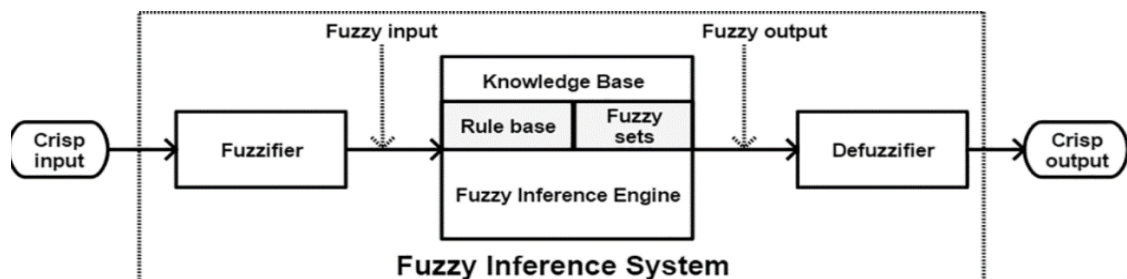 Fuzzy input
Fuzzy output
Knowledge Base
Crisp
input
Fuzzifier
Rule base
Fuzzy
sets
Defuzzifier
Crisp
output
Fuzzy Inference Engine
Fuzzy Inference System